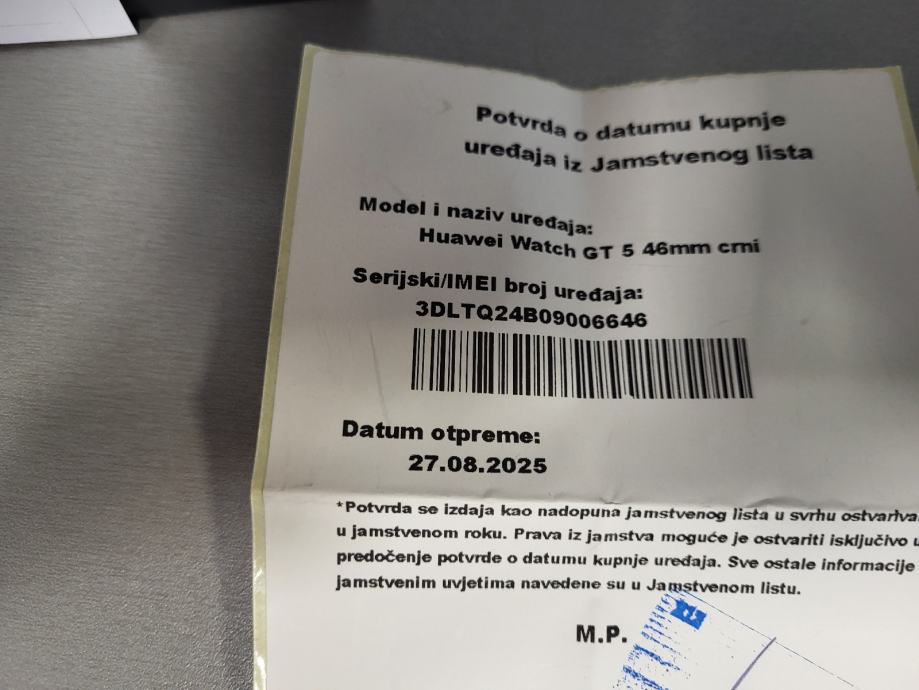 Potvrda o datumu kupnje
uređaja iz Jamstvenog lista
Model i naziv uređaja:
Huawei Watch GT 5 46mm crni
Serijski/IMEI broj uređaja:
3DLTQ24B09006646
Datum otpreme:
27.08.2025
*Potvrda se izdaja kao nadopuna jamstvenog lista u svrhu
u jamstvenom roku. Prava iz jamstva moguće je ostvariti isključivo
predočenje potvrde o datumu kupnje uređaja. Sve ostale informacije
jamstvenim uvjetima navedene su u Jamstvenom listu.
M.P.